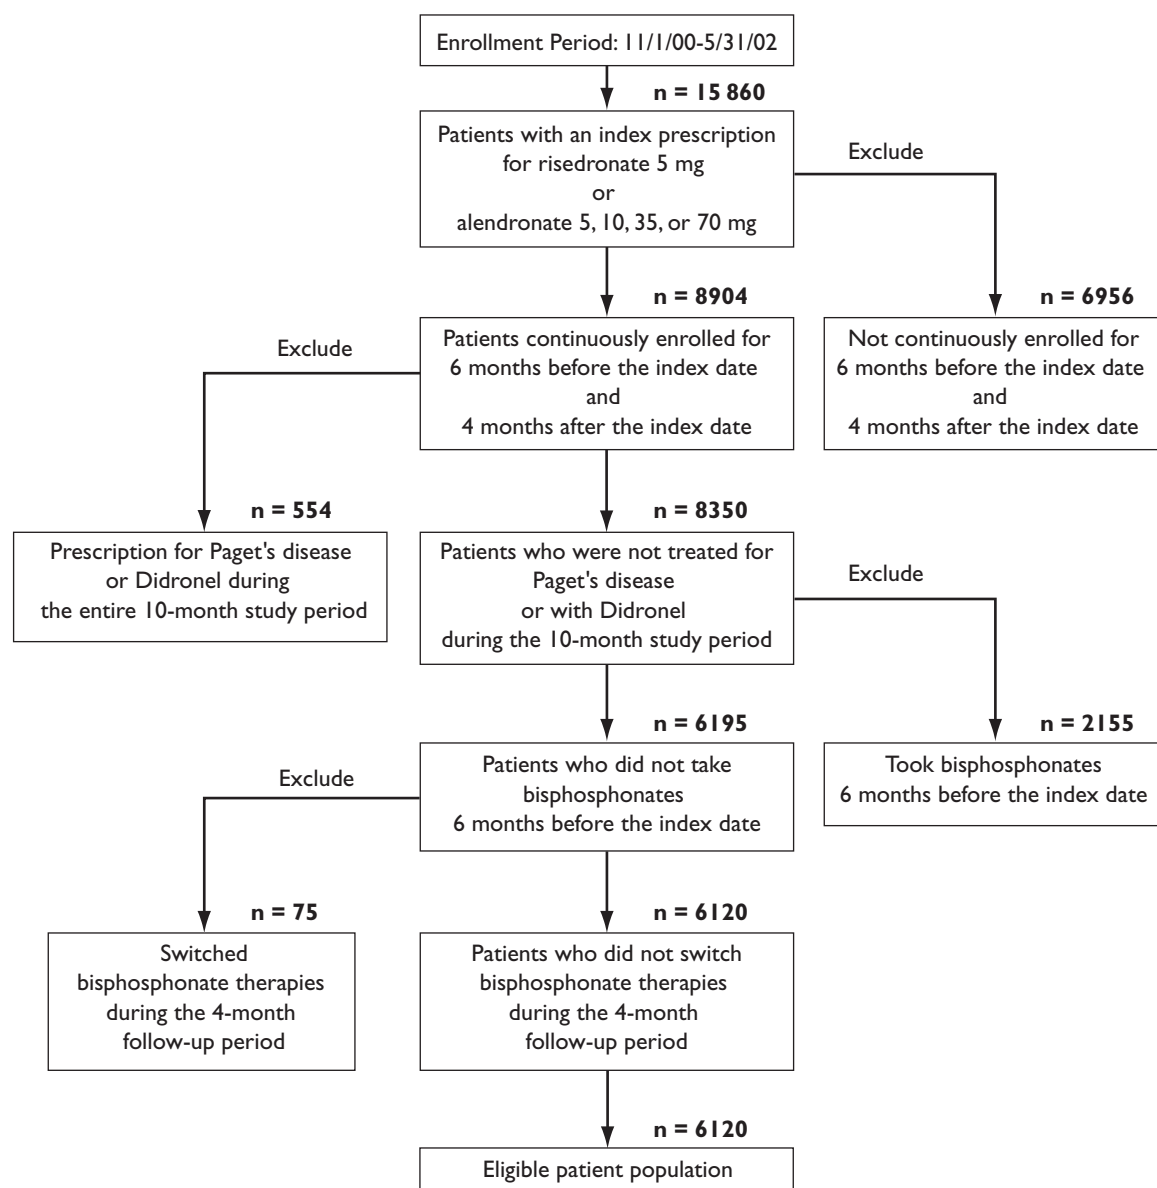 Enrollment Period: 11/1/00-5/31/02
n = 15 860
Patients with an index prescription
for risedronate 5 mg
or
alendronate 5, 10, 35, or 70 mg
Exclude
n = 8904
Patients continuously enrolled for
6 months before the index date
and
4 months after the index date
n = 6956
Not continuously enrolled for
6 months before the index date
and
4 months after the index date
Exclude
n = 554
Prescription for Paget's disease
or Didronel during
the entire 10-month study period
n = 8350
Patients who were not treated for
Paget's disease
or with Didronel
during the 10-month study period
Exclude
n = 6195
Patients who did not take
bisphosphonates
6 months before the index date
n = 2155
Took bisphosphonates
6 months before the index date
Exclude
n = 75
Switched
bisphosphonate therapies
during the 4-month
follow-up period
n = 6120
Patients who did not switch
bisphosphonate therapies
during the 4-month
follow-up period
n = 6120
Eligible patient population